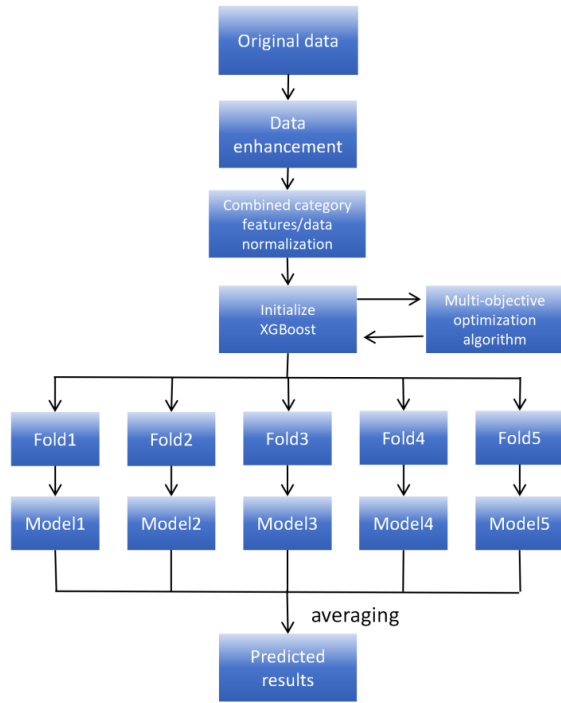 Original data
Data
enhancement
Combined category
features/data
normalization
Initialize
XGBoost
Multi-objective
optimization
algorithm
Fold1
Fold2
Fold3
Fold4
Fold5
Model1
Model2
Model3
Model4
Model5
averaging
Predicted
results